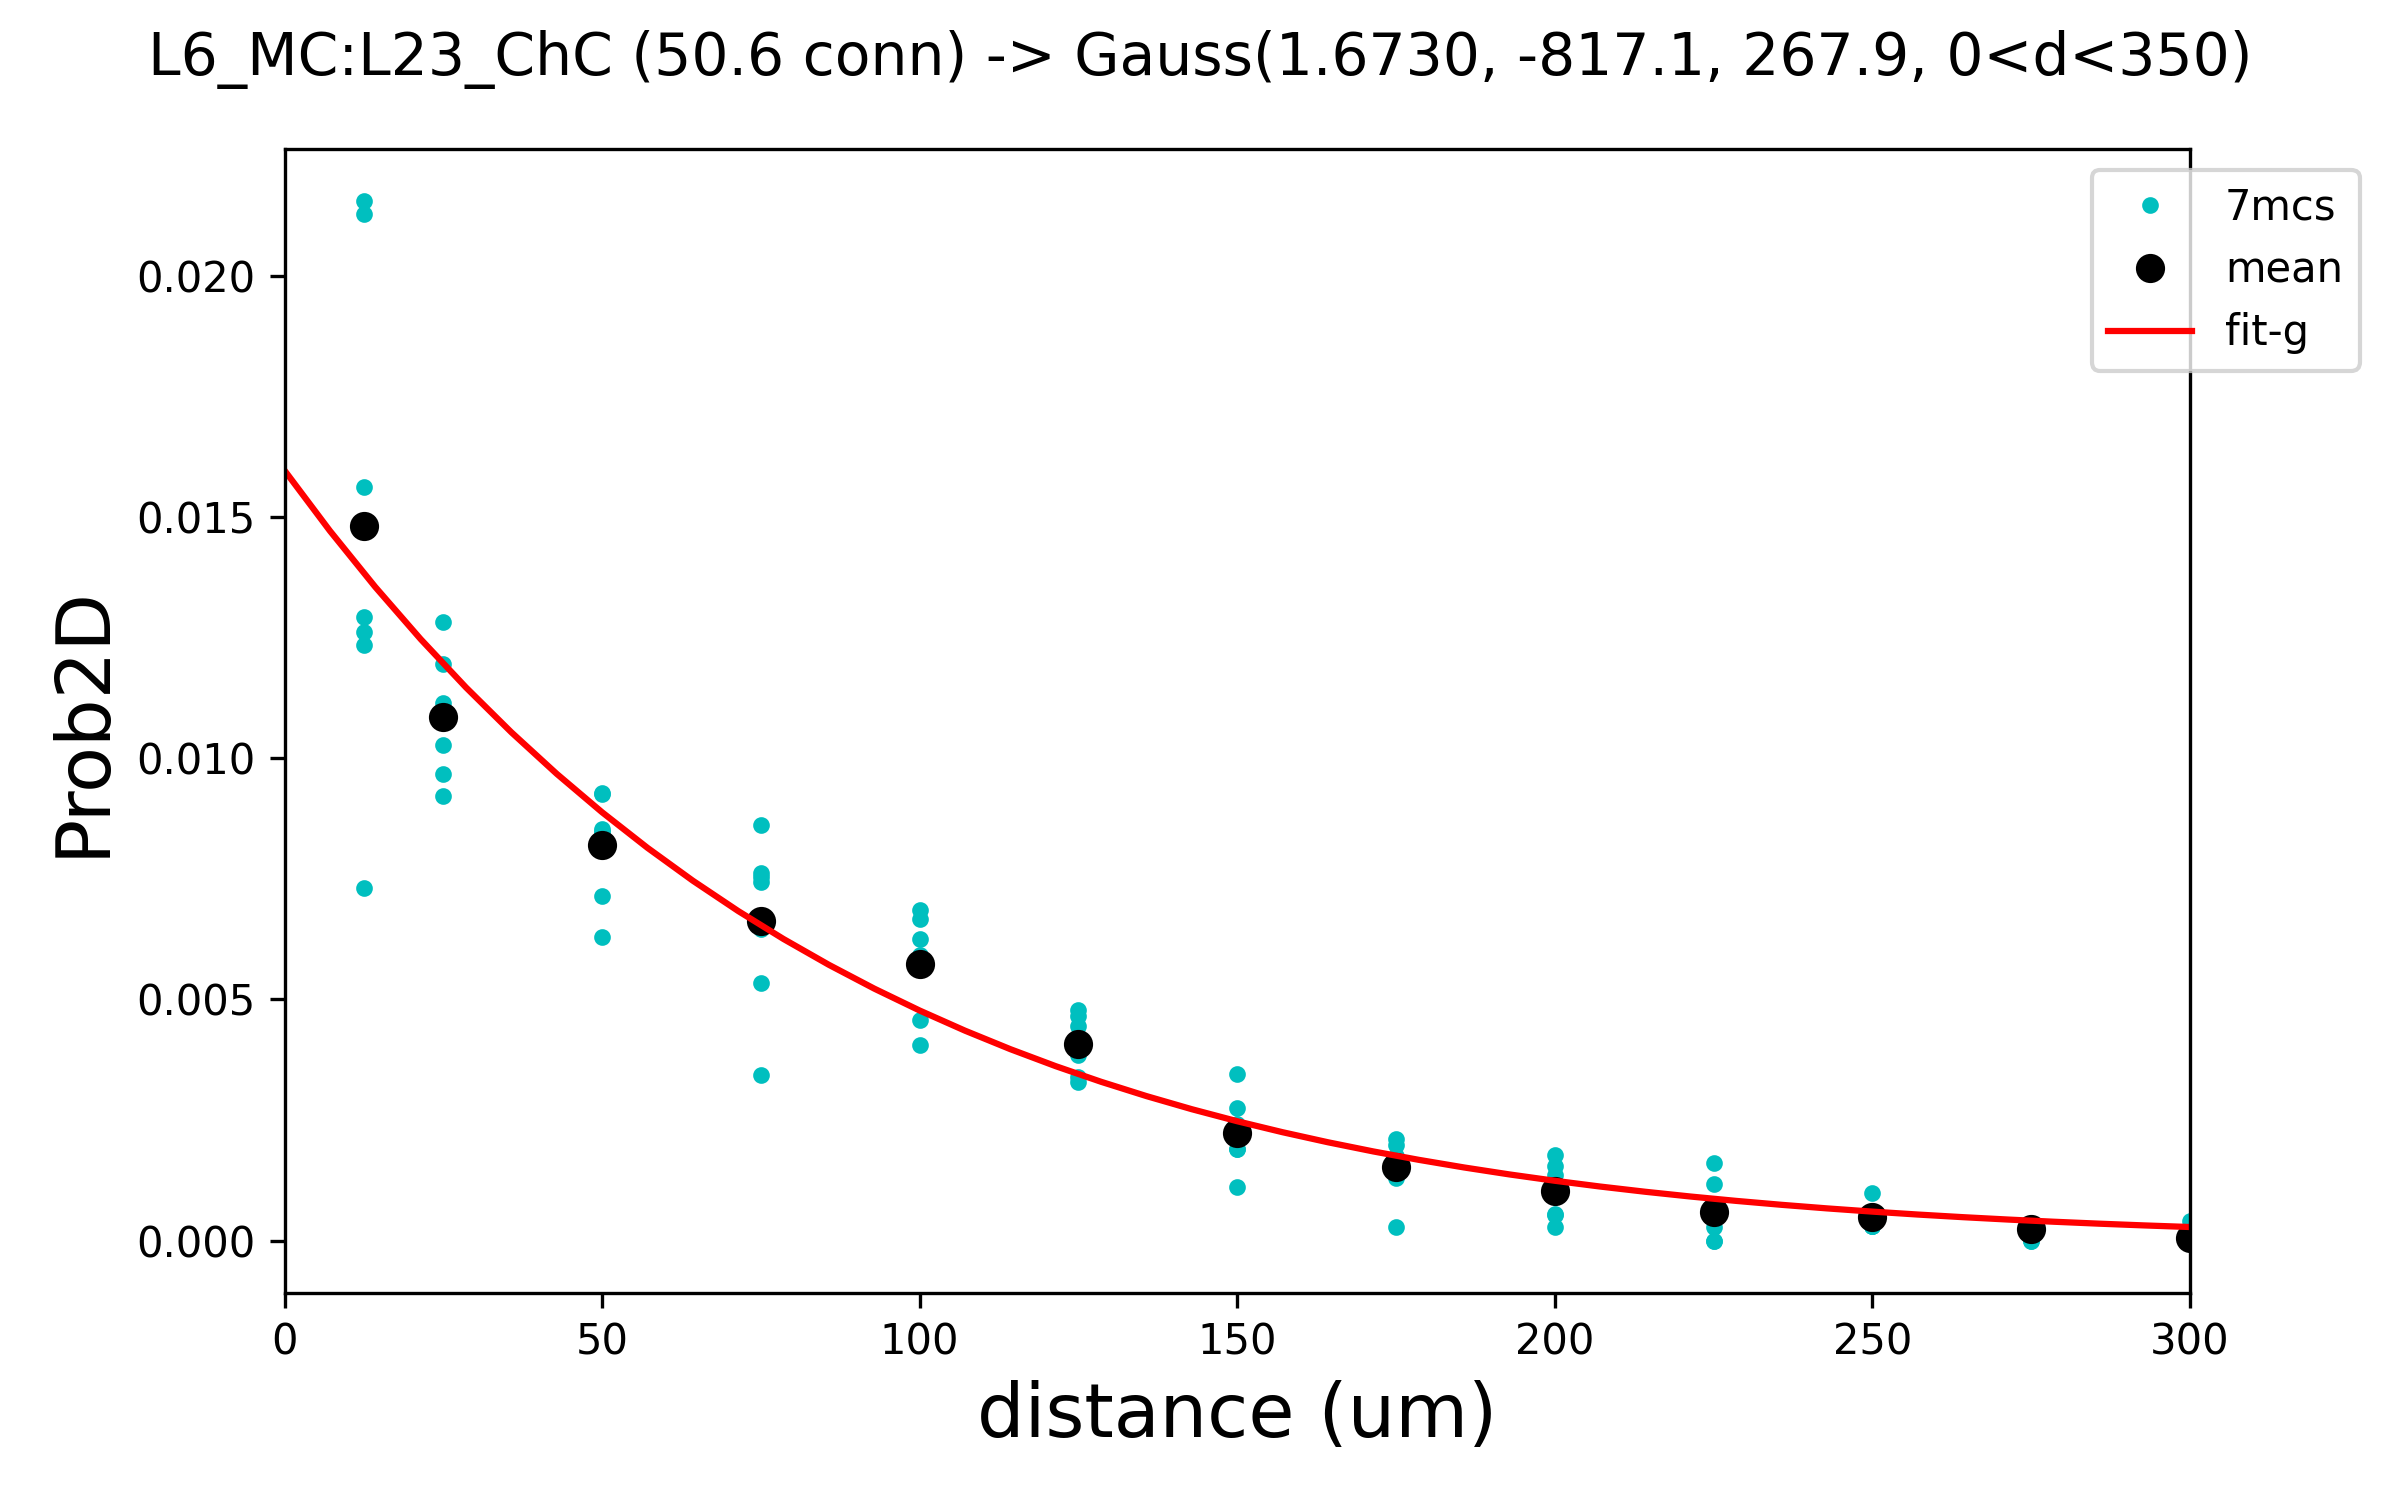 L6_MC:L23_ChC (50.6 conn) -> Gauss(1.6730, -817.1, 267.9, 0<d<350)
7mcs
mean
fit-g
0.020
0.015
0.010
0.005
0.000
Prob2D
0 50 100 150 200 250 300
distance (um)